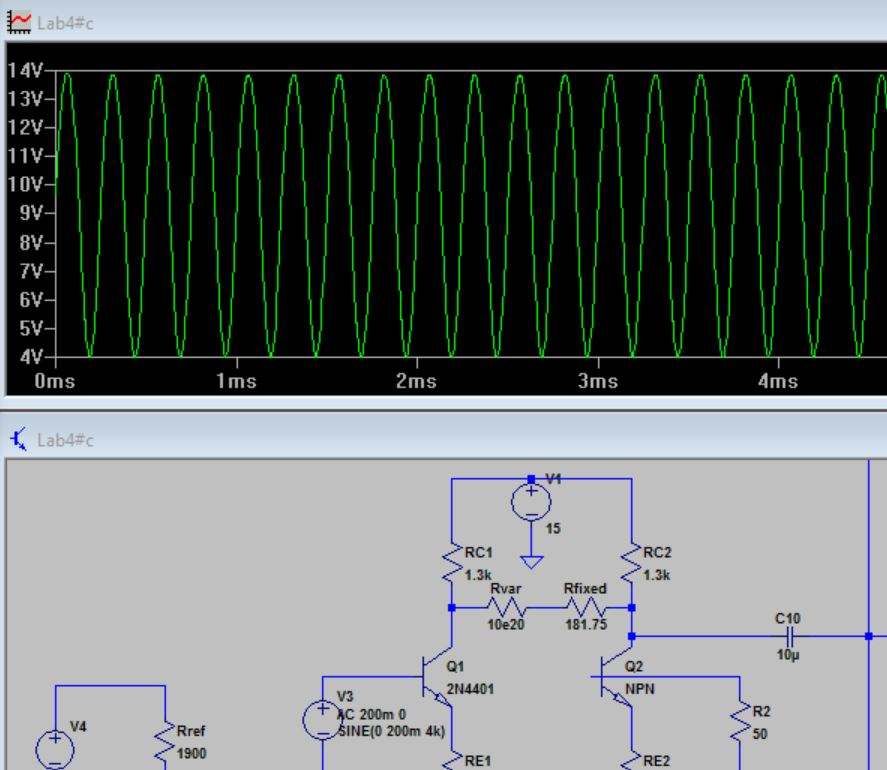 Lab4#c
14V
13V
12V
11V
10V
9V
8V
7V
6V
5V
4V
0ms 1ms 2ms 3ms 4ms
Lab4#c
V1
15
RC1
1.3k
RC2
1.3k
Rvar
10e20
Rfixed
181.75
C10
10µ
Q1
2N4401
Q2
NPN
V3
AC 200m 0
SINE(0 200m 4k)
V4
Rref
1900
R2
50
RE1
RE2